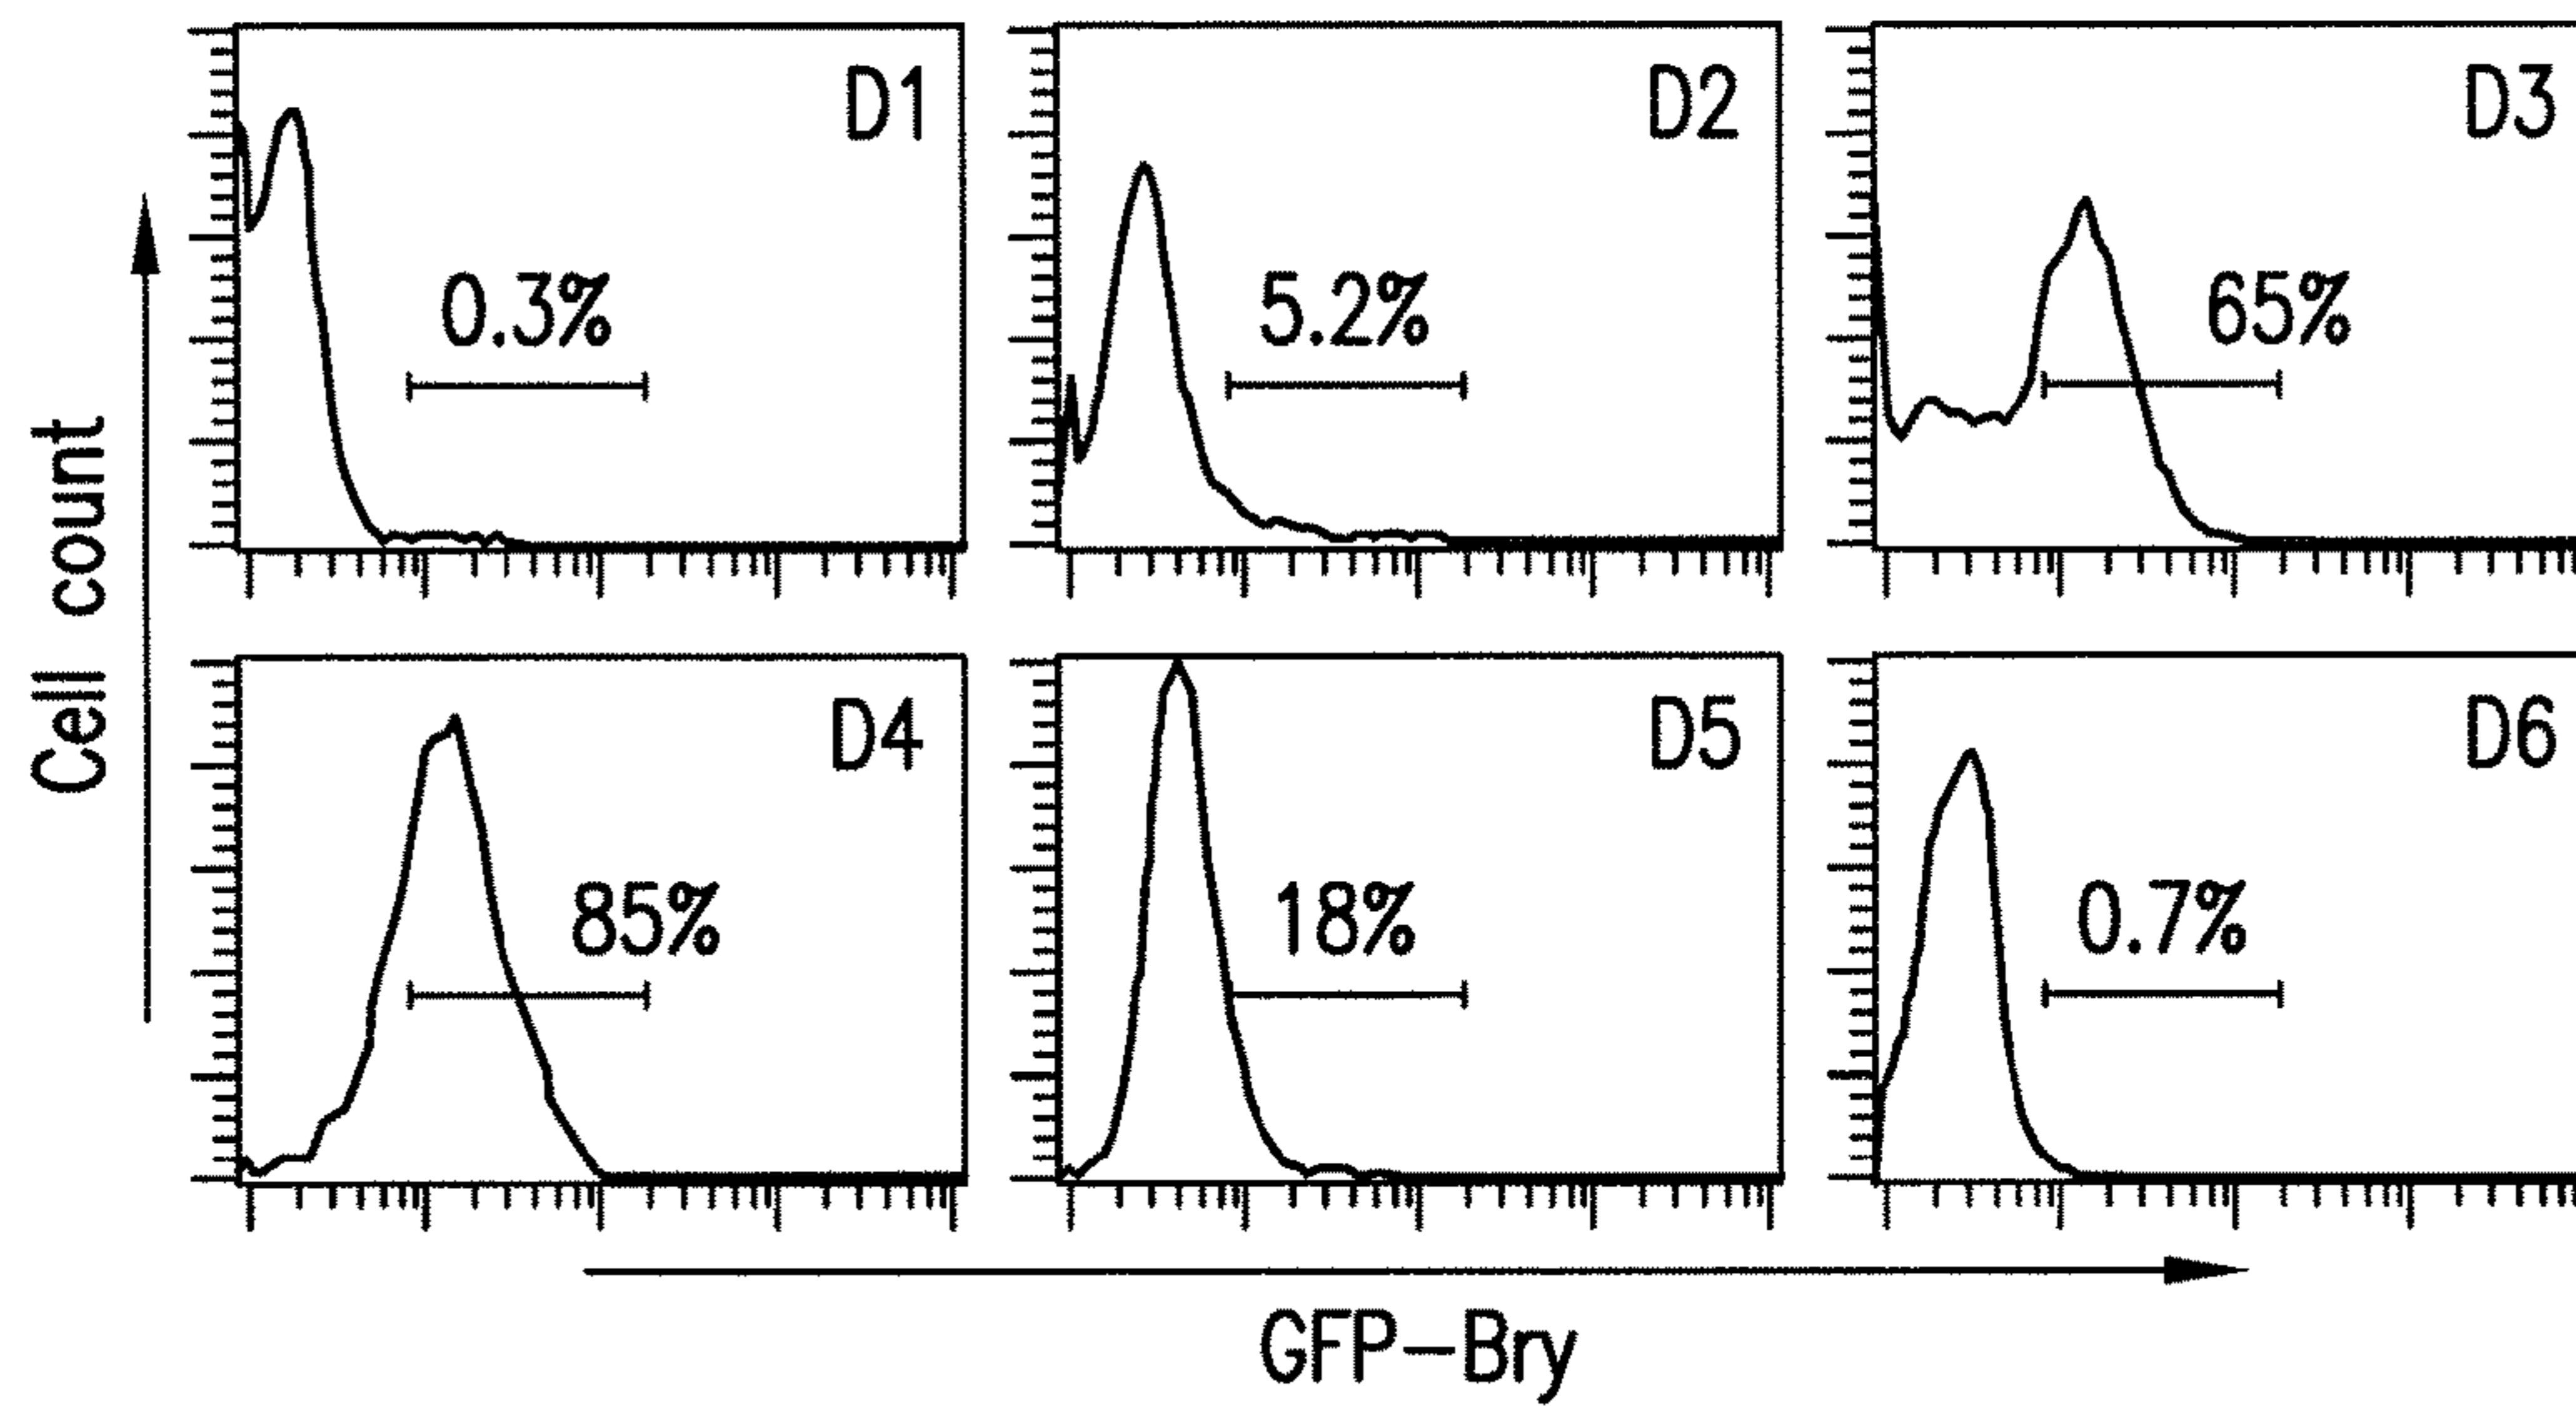 D1
0.3%
D2
5.2%
D3
65%
D4
85%
D5
18%
D6
0.7%
Cell count
GFP-Bry